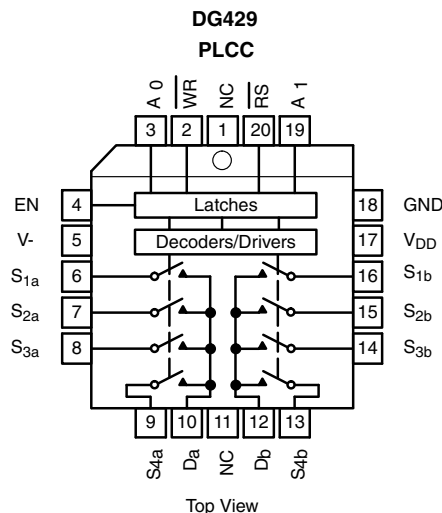 DG429
PLCC
A 0
WR
NC
RS
A 1
3
2
1
20
19
EN
4
Latches
18
GND
V-
5
Decoders/Drivers
17
VDD
S1a
6
16
S1b
S2a
7
15
S2b
S3a
8
14
S3b
9
10
11
12
13
S4a
Da
NC
Db
S4b
Top View